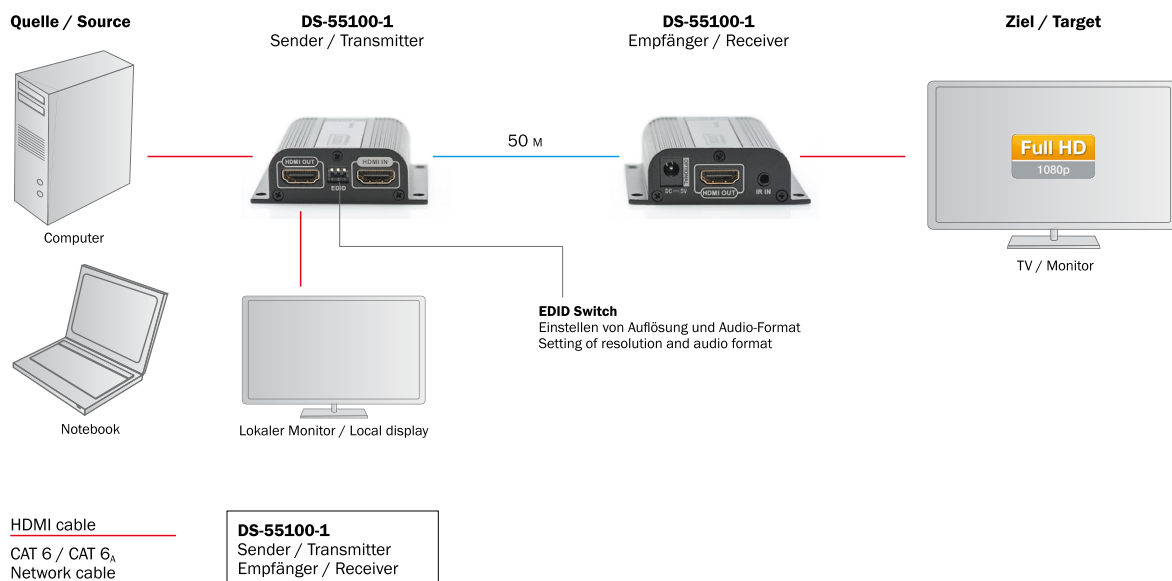 Quelle / Source
DS-55100-1
Sender / Transmitter
DS-55100-1
Empfänger / Receiver
Ziel / Target
Computer
HDMI OUT
EDID
HDMI IN
50 M
DC 5V
HDMI OUT
IR IN
Full HD
1080p
TV / Monitor
EDID Switch
Einstellen von Auflösung und Audio-Format
Setting of resolution and audio format
Notebook
Lokaler Monitor / Local display
HDMI cable
CAT 6 / CAT 6A
Network cable
DS-55100-1
Sender / Transmitter
Empfänger / Receiver